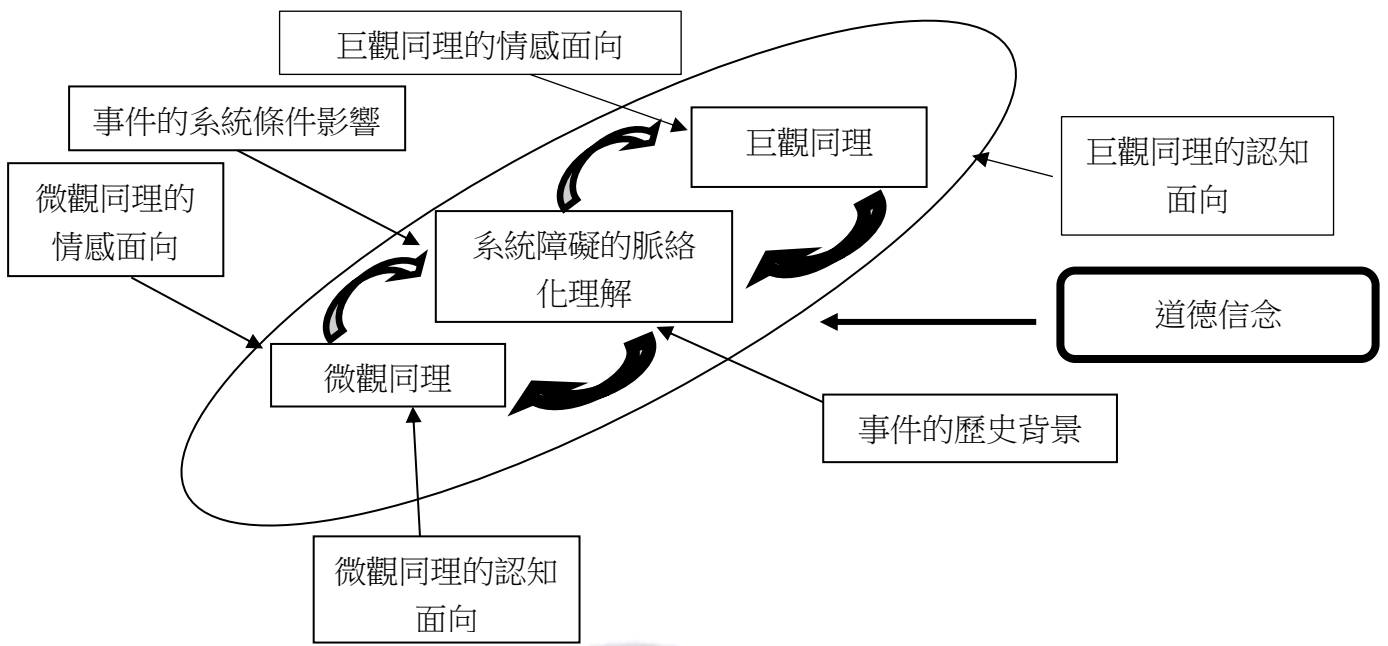 巨觀同理的情感面向
事件的系統條件影響
巨觀同理
巨觀同理的認知
面向
微觀同理的
情感面向
系統障礙的脈絡
化理解
道德信念
微觀同理
事件的歷史背景
微觀同理的認知
面向